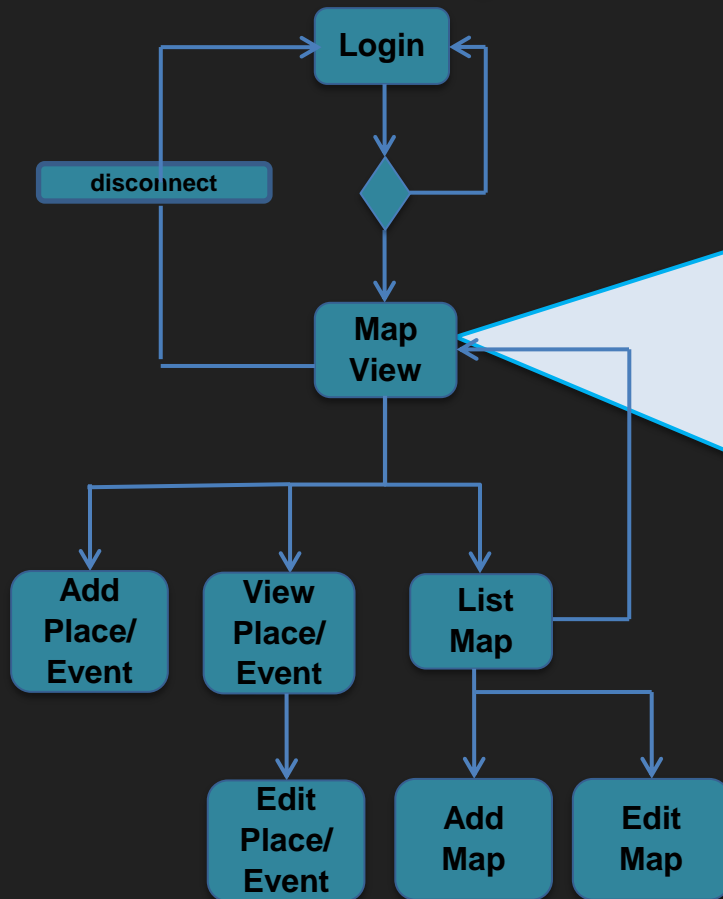 Login
disconnect
Map
View
Add
Place/
Event
View
Place/
Event
List
Map
Edit
Place/
Event
Add
Map
Edit
Map